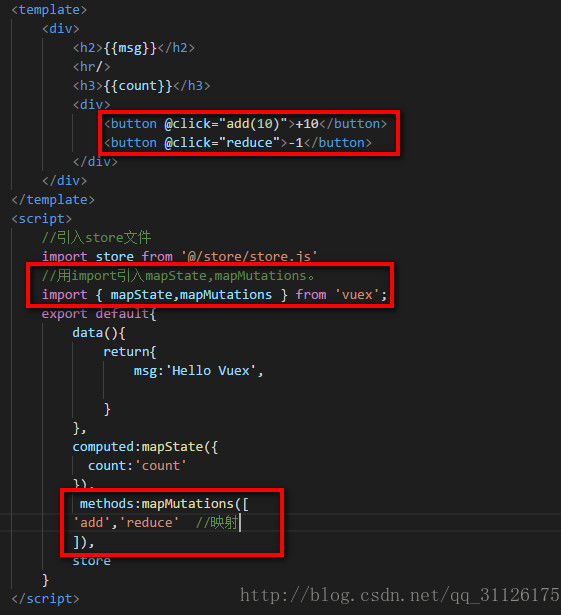 <template>
<div>
<h2>{{msg}}</h2>
<hr/>
<h3>{{count}}</h3>
<div>
<button @click="add(10)">+10</button>
<button @click="reduce">-1</button>
</div>
</div>
</template>
<script>
//引入store文件
import store from '@/store/store.js'
//用import引入mapState,mapMutations。
import { mapState,mapMutations } from 'vuex';
export default{
data(){
return{
msg:'Hello Vuex',
}
},
computed:mapState({
count:'count'
}),
methods:mapMutations([
'add','reduce' //映射
]),
store
}
</script>
http://blog.csdn.net/qq_31126175